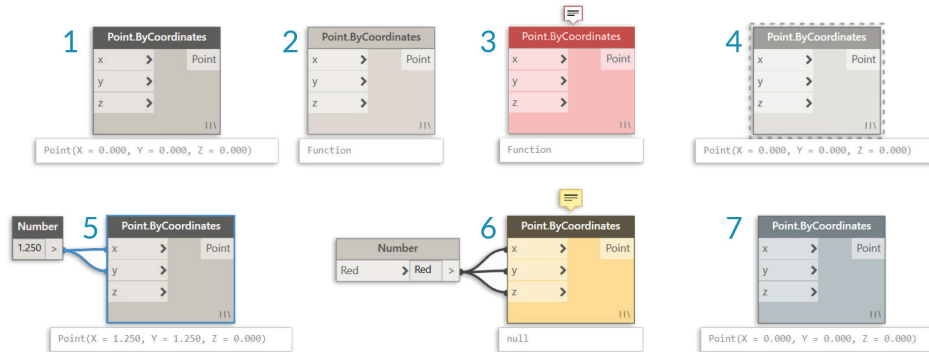 1
Point.ByCoordinates
x > Point
y >
z >
Point(X = 0.000, Y = 0.000, Z = 0.000)
2
Point.ByCoordinates
x > Point
y >
z >
Function
3
Point.ByCoordinates
x > Point
y >
z >
Function
4
Point.ByCoordinates
x > Point
y >
z >
Point(X = 0.000, Y = 0.000, Z = 0.000)
Number
1.250 >
5
Point.ByCoordinates
x > Point
y >
z >
Point(X = 1.250, Y = 1.250, Z = 0.000)
Number
Red > Red >
6
Point.ByCoordinates
x > Point
y >
z >
null
7
Point.ByCoordinates
x > Point
y >
z >
Point(X = 0.000, Y = 0.000, Z = 0.000)